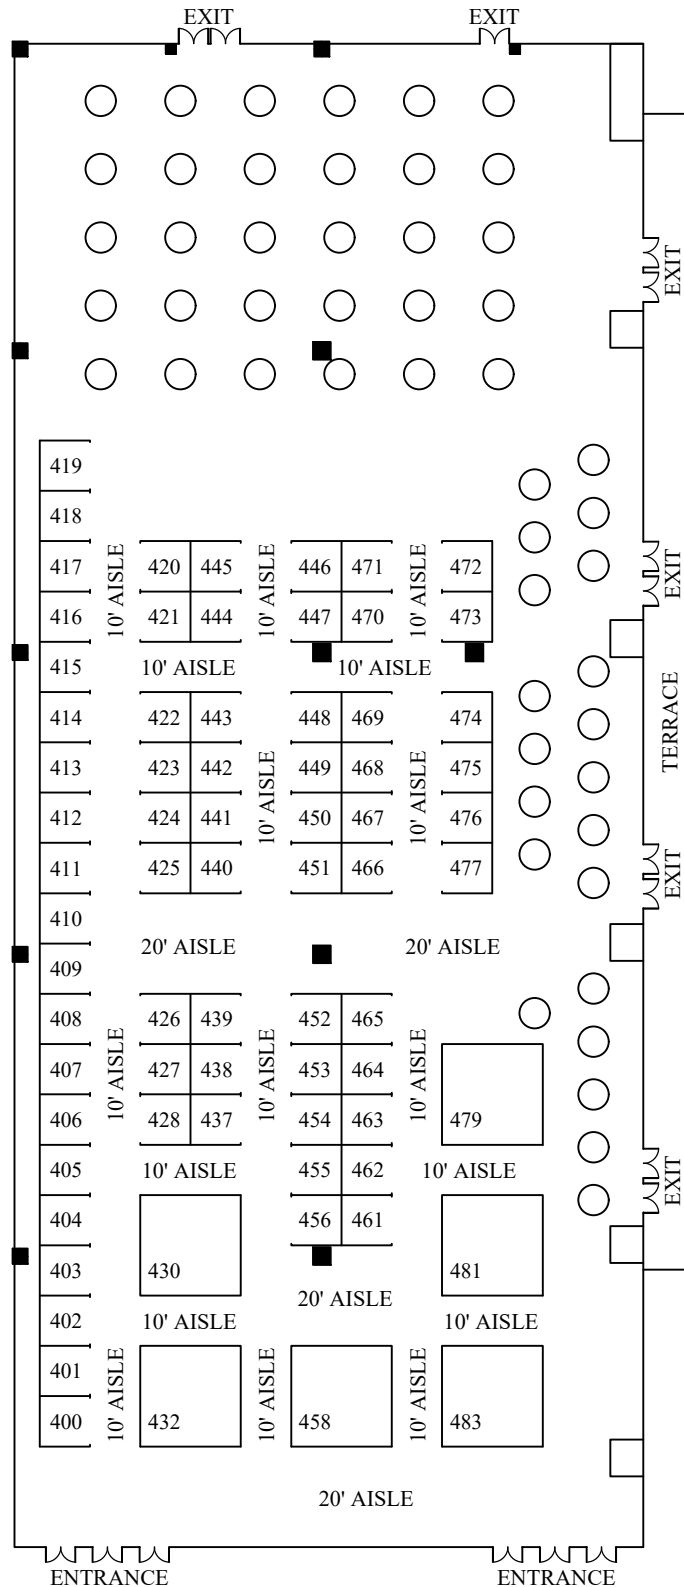 EXIT
EXIT
EXIT
419
418
417
10' AISLE
420
445
10' AISLE
446
471
10' AISLE
472
EXIT
416
421
444
447
470
473
415
10' AISLE
10' AISLE
TERRACE
414
422
443
448
469
474
413
10' AISLE
423
442
10' AISLE
449
468
10' AISLE
475
412
424
441
450
467
476
411
425
440
451
466
477
EXIT
410
20' AISLE
20' AISLE
409
408
426
439
452
465
407
10' AISLE
427
438
10' AISLE
453
464
10' AISLE
479
406
428
437
454
463
405
10' AISLE
455
462
10' AISLE
EXIT
404
456
461
403
430
481
20' AISLE
402
10' AISLE
10' AISLE
401
10' AISLE
10' AISLE
10' AISLE
400
432
458
483
20' AISLE
ENTRANCE
ENTRANCE